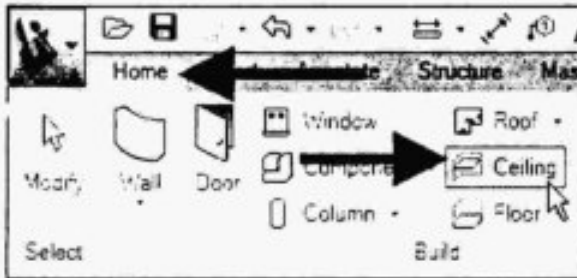 Home Structure
Window Roof
Modify Wall Door Ceiling
Column Floor
Select Build